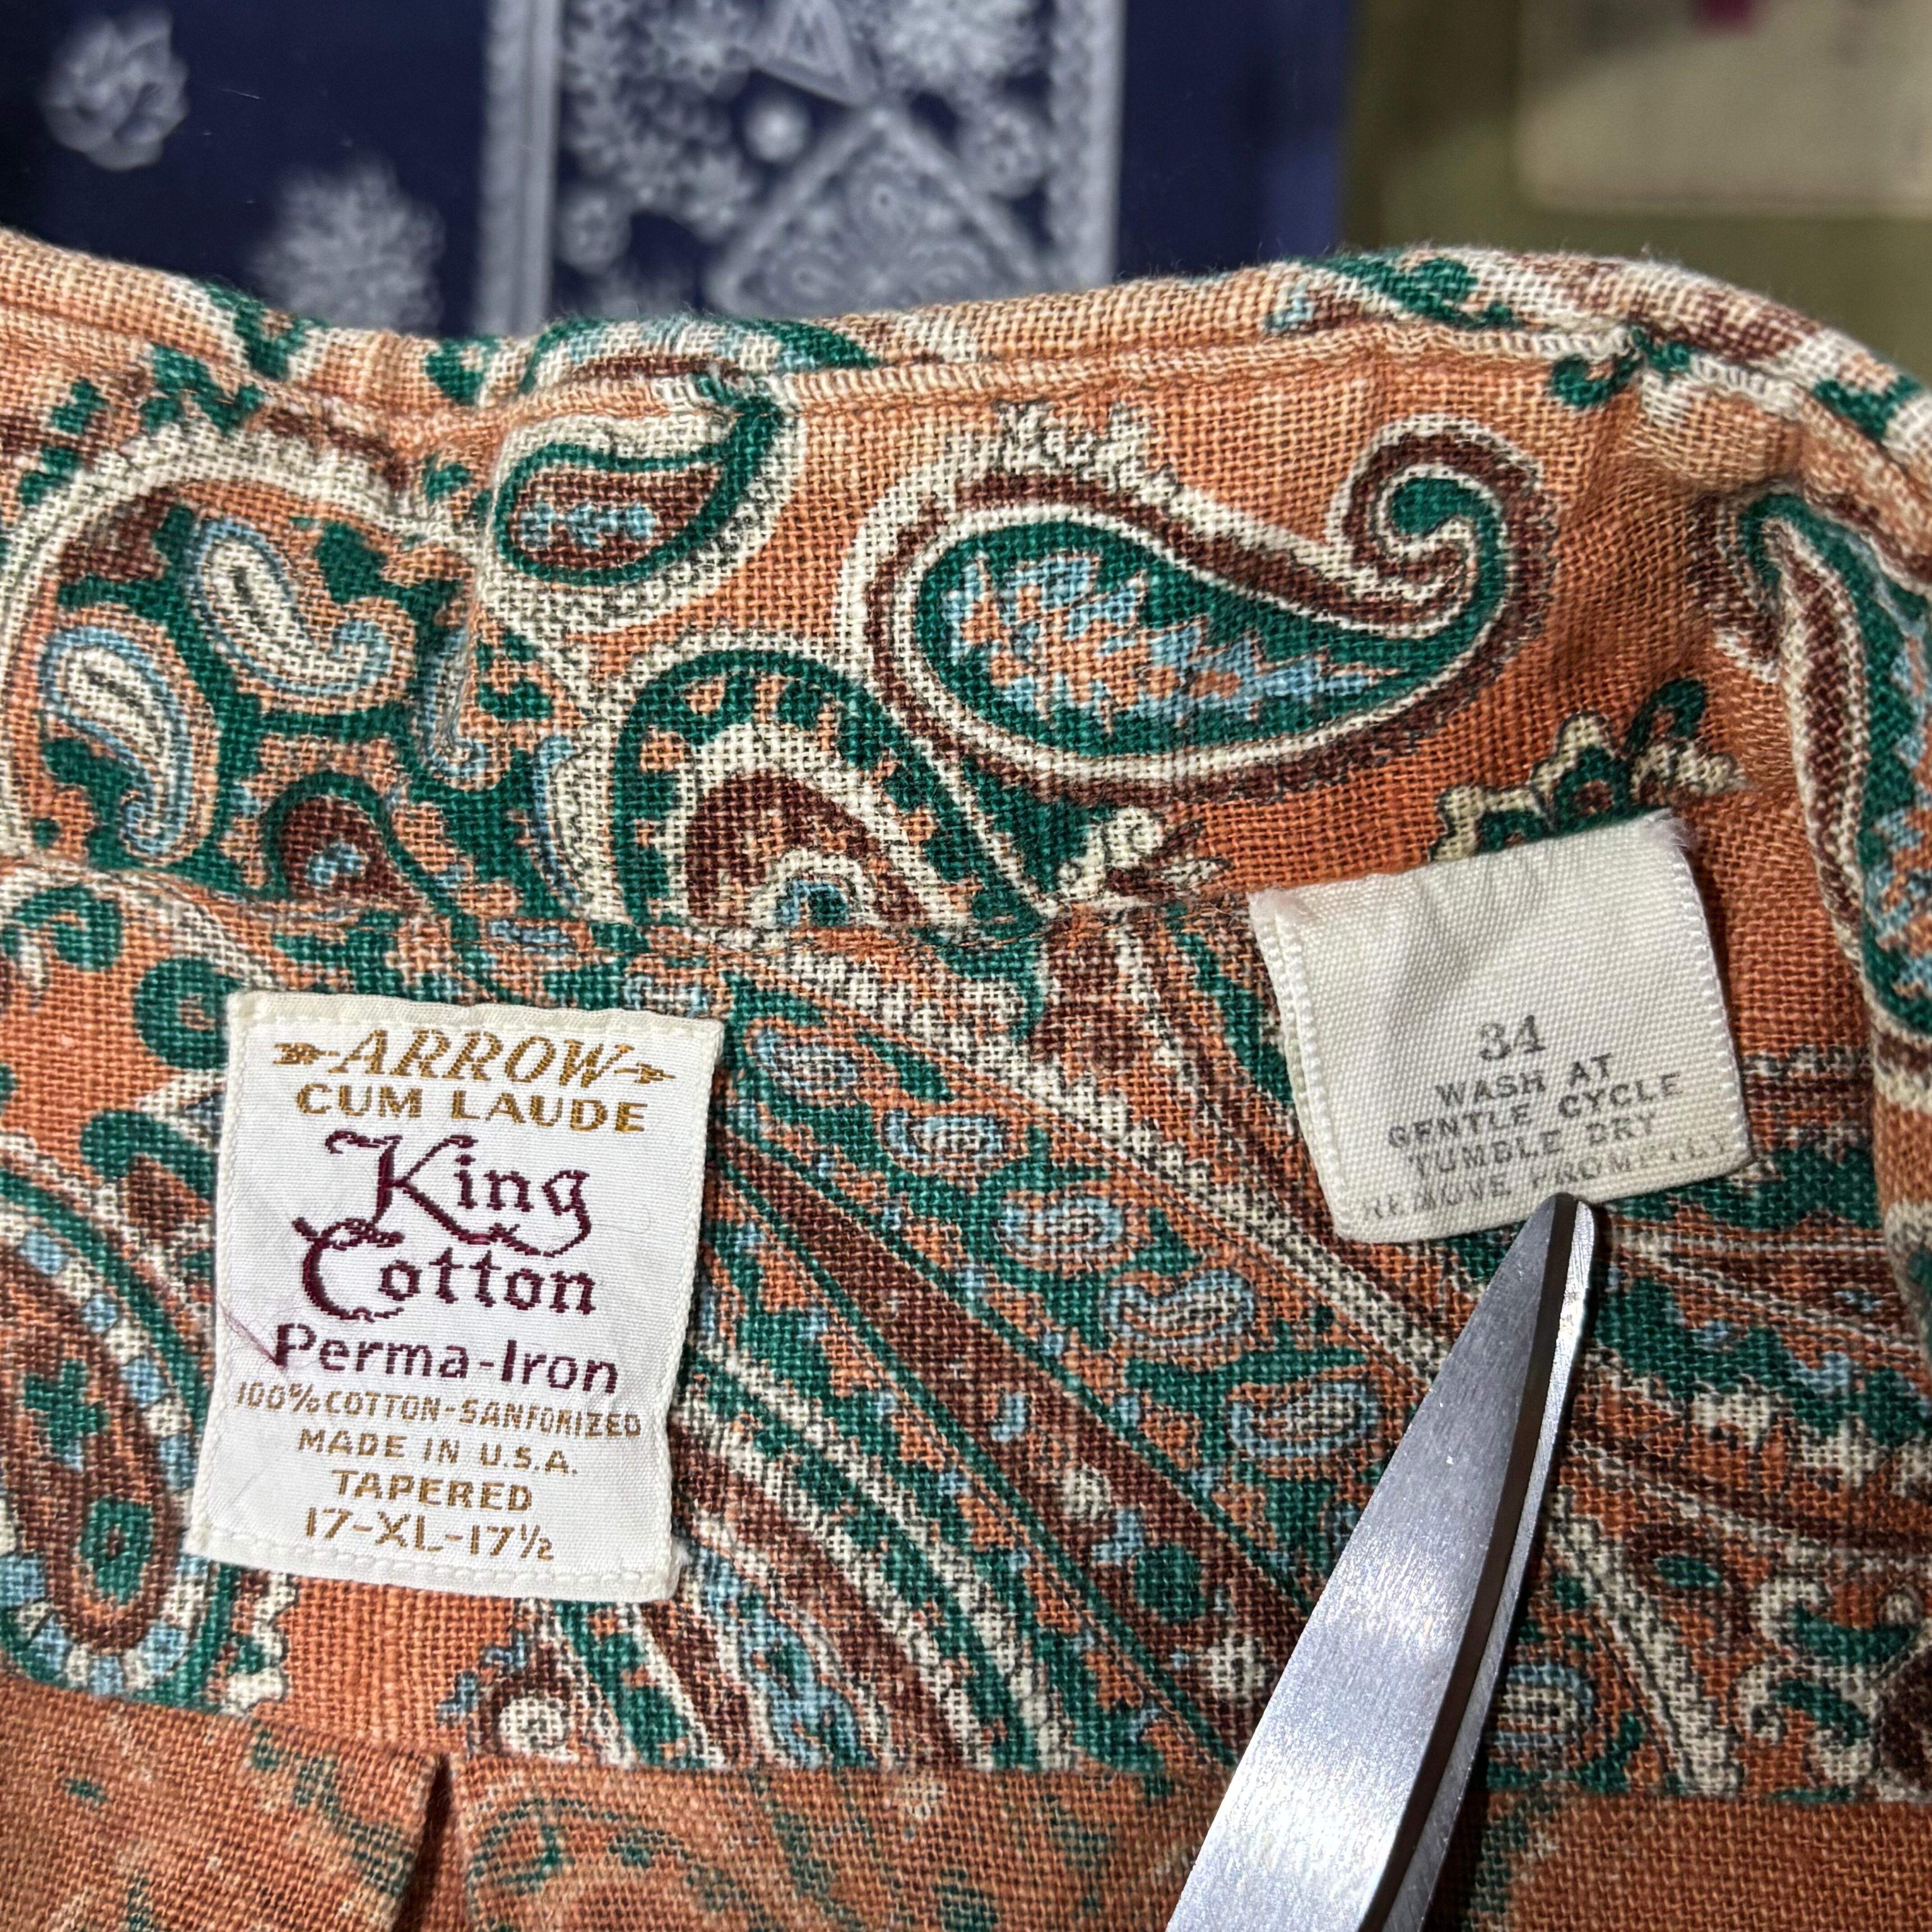 ARROW
CUM LAUDE
King
Cotton
Perma-Iron
100% COTTON-SANFORIZED
MADE IN U.S.A.
TAPERED
17-XL-17½
34
WASH AT
GENTLE CYCLE
TUMBLE DRY
REMOVE PROMPTLY